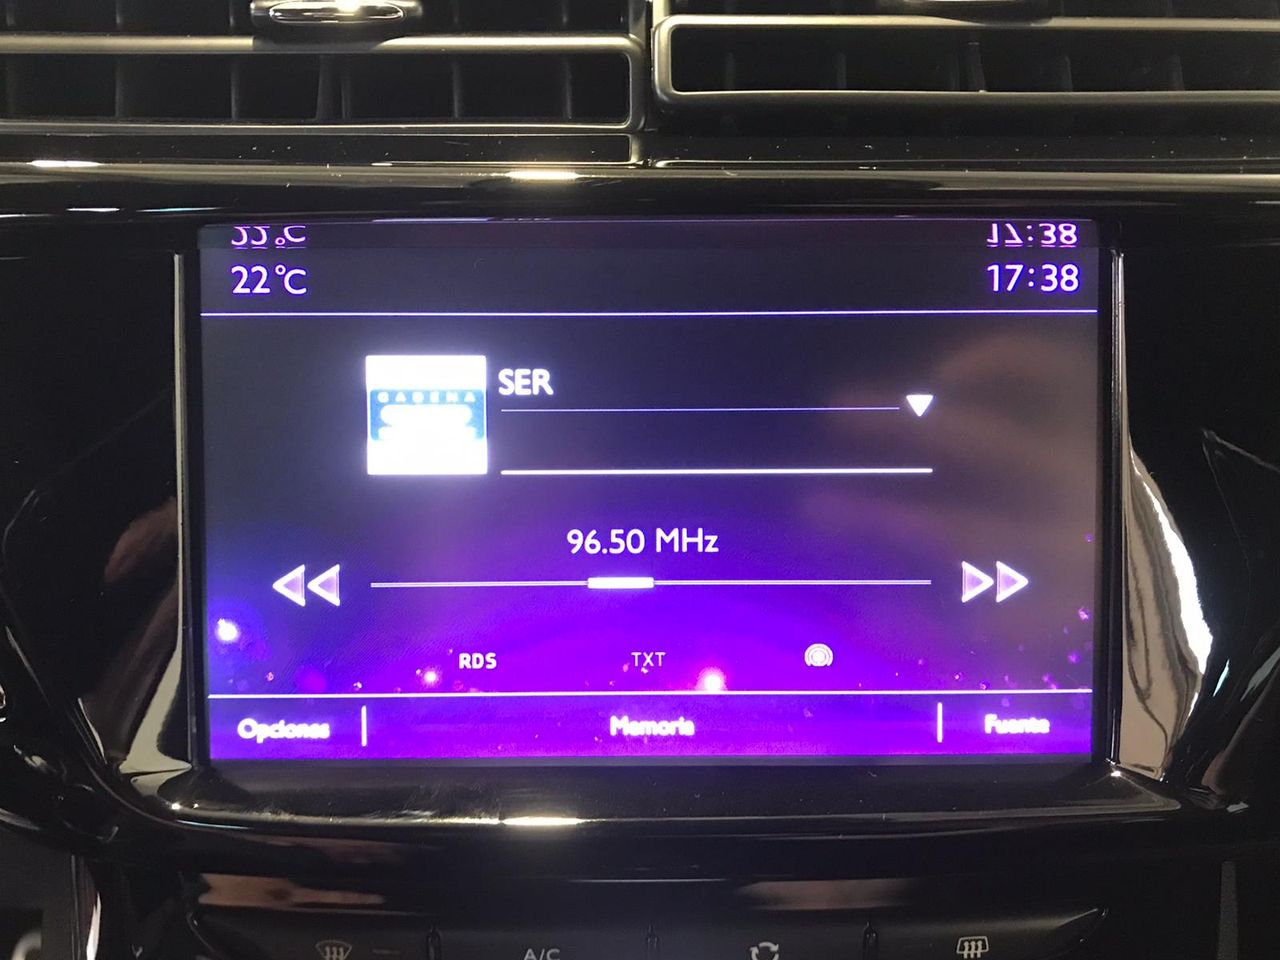 22°C 17:38
CADENA
SER
96.50 MHz
RDS TXT
Opciones Memoria Fuente
A/C